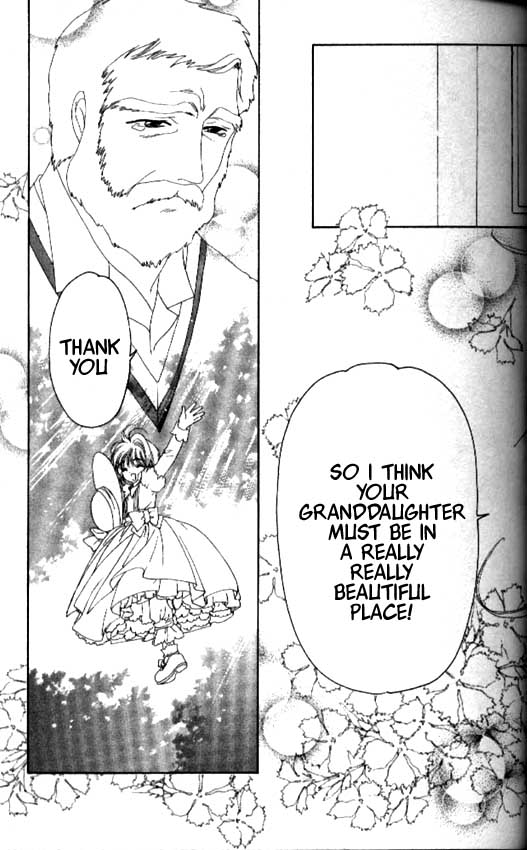 SO I THINK
YOUR
GRANDDAUGHTER
MUST BE IN
A REALLY
REALLY
BEAUTIFUL
PLACE!
THANK
YOU